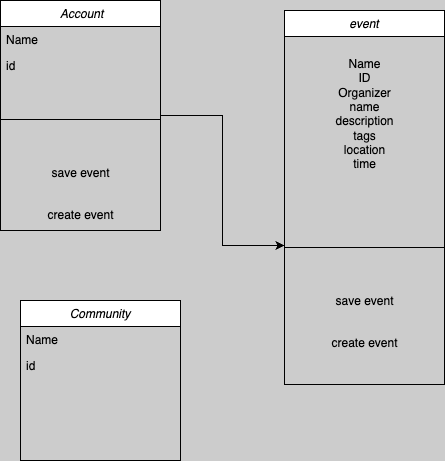 Account
Name
id
save event
create event
event
Name
ID
Organizer
name
description
tags
location
time
save event
create event
Community
Name
id